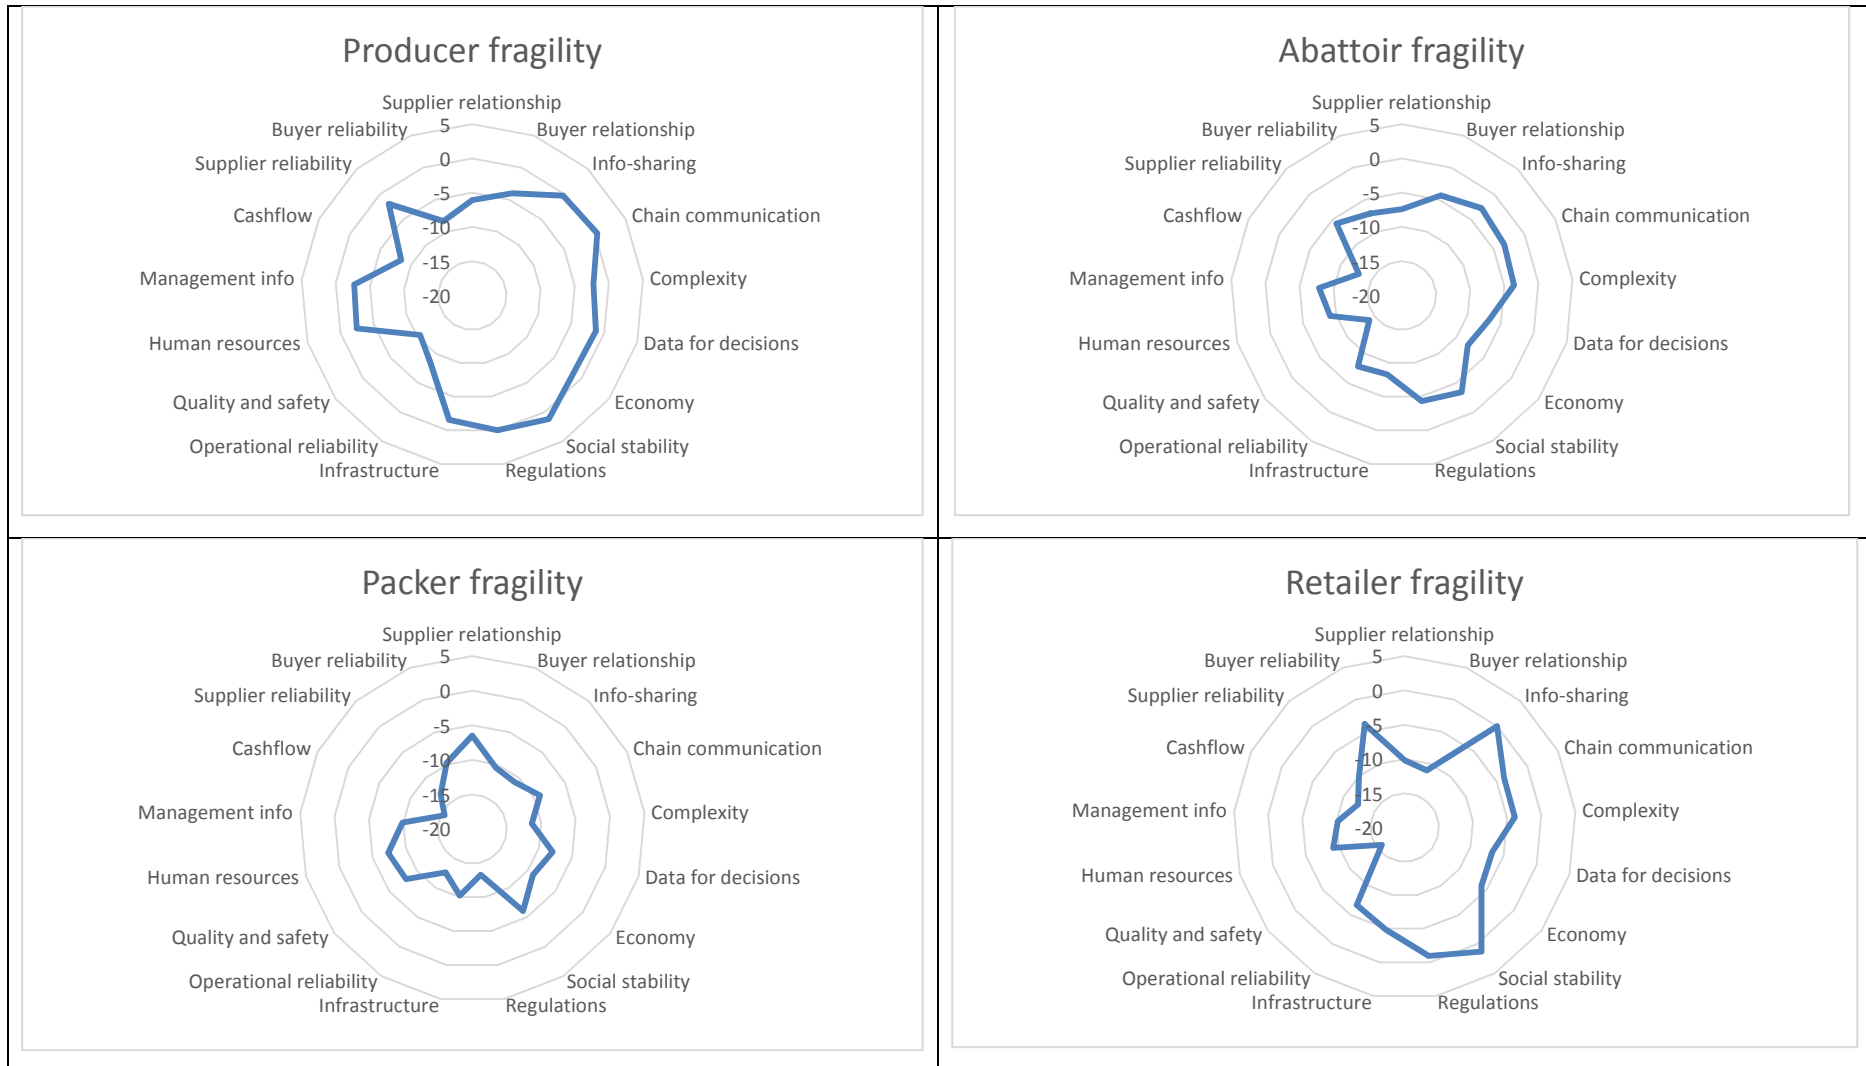 Producer fragility
Supplier relationship
Buyer reliability
Buyer relationship
Supplier reliability
Info-sharing
Cashflow
Chain communication
Management info
Complexity
Human resources
Data for decisions
Quality and safety
Economy
Operational reliability
Social stability
Infrastructure
Regulations
5
0
-5
-10
-15
-20
Abattoir fragility
Supplier relationship
Buyer reliability
Buyer relationship
Supplier reliability
Info-sharing
Cashflow
Chain communication
Management info
Complexity
Human resources
Data for decisions
Quality and safety
Economy
Operational reliability
Social stability
Infrastructure
Regulations
5
0
-5
-10
-15
-20
Packer fragility
Supplier relationship
Buyer reliability
Buyer relationship
Supplier reliability
Info-sharing
Cashflow
Chain communication
Management info
Complexity
Human resources
Data for decisions
Quality and safety
Economy
Operational reliability
Social stability
Infrastructure
Regulations
5
0
-5
-10
-15
-20
Retailer fragility
Supplier relationship
Buyer reliability
Buyer relationship
Supplier reliability
Info-sharing
Cashflow
Chain communication
Management info
Complexity
Human resources
Data for decisions
Quality and safety
Economy
Operational reliability
Social stability
Infrastructure
Regulations
5
0
-5
-10
-15
-20